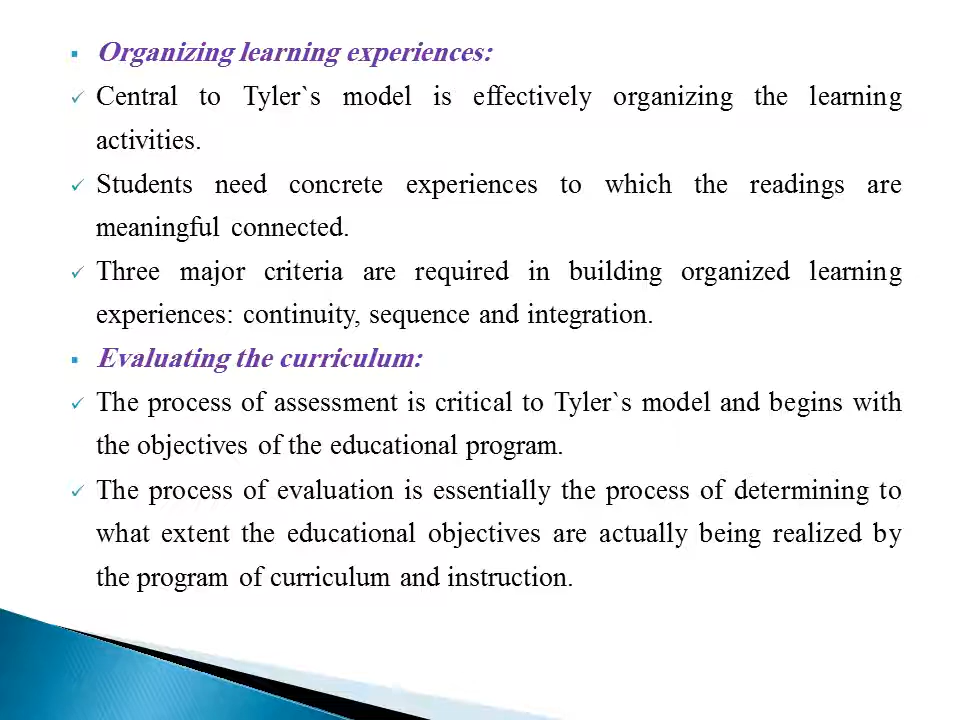 Organizing learning experiences:
Central to Tyler`s model is effectively organizing the learning
activities.
Students need concrete experiences to which the readings are
meaningful connected.
Three major criteria are required in building organized learning
experiences: continuity, sequence and integration.
Evaluating the curriculum:
The process of assessment is critical to Tyler`s model and begins with
the objectives of the educational program.
The process of evaluation is essentially the process of determining to
what extent the educational objectives are actually being realized by
the program of curriculum and instruction.